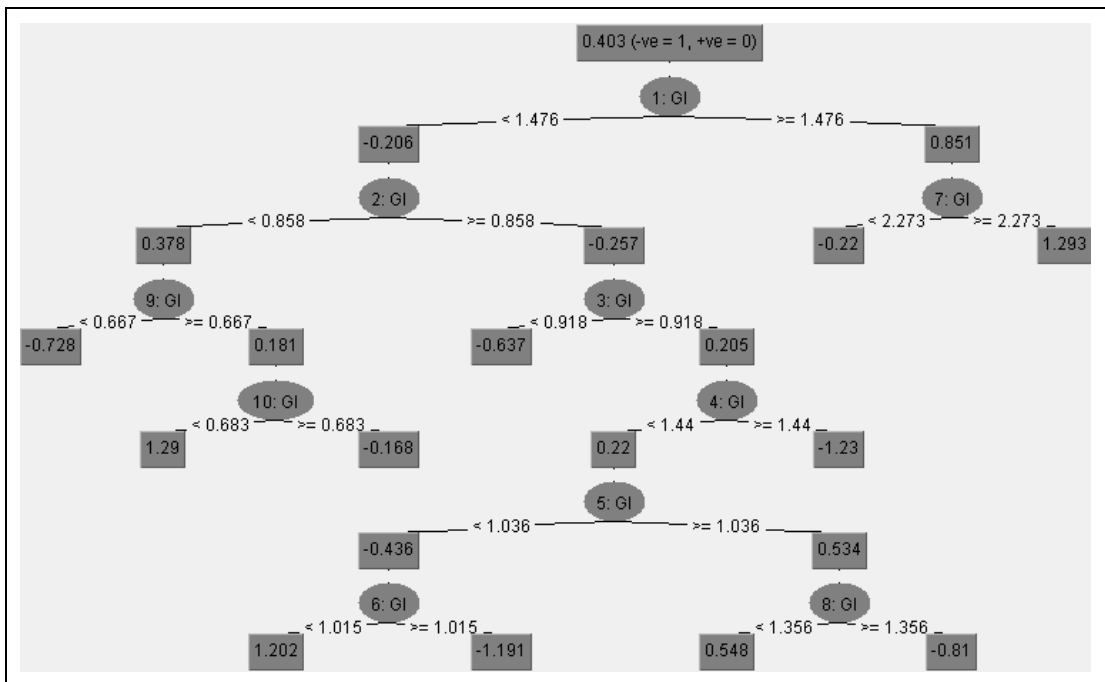 0.403 (-ve = 1, +ve = 0)
1: GI
< 1.476 >= 1.476
-0.206 0.851
2: GI 7: GI
< 0.858 >= 0.858 < 2.273 >= 2.273
0.378 -0.257 -0.22 1.293
9: GI 3: GI
< 0.667 >= 0.667 < 0.918 >= 0.918
-0.728 0.181 -0.637 0.205
10: GI 4: GI
< 0.683 >= 0.683 < 1.44 >= 1.44
1.29 -0.168 0.22 -1.23
5: GI
< 1.036 >= 1.036
-0.436 0.534
6: GI 8: GI
< 1.015 >= 1.015 < 1.356 >= 1.356
1.202 -1.191 0.548 -0.81